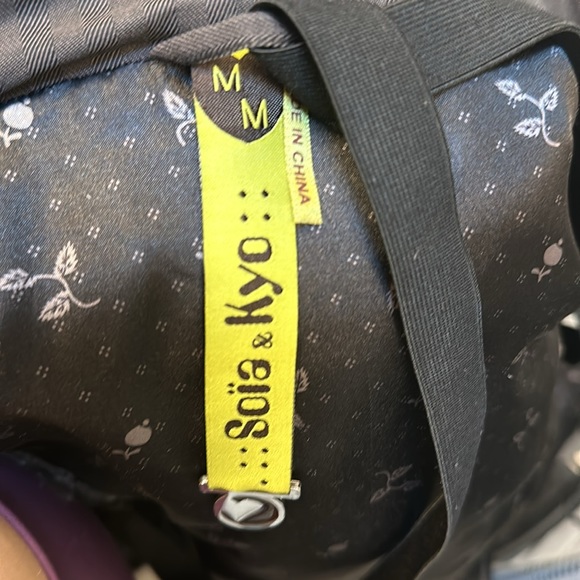 M
M
DE IN CHINA
:: Soïa & Kyo ::